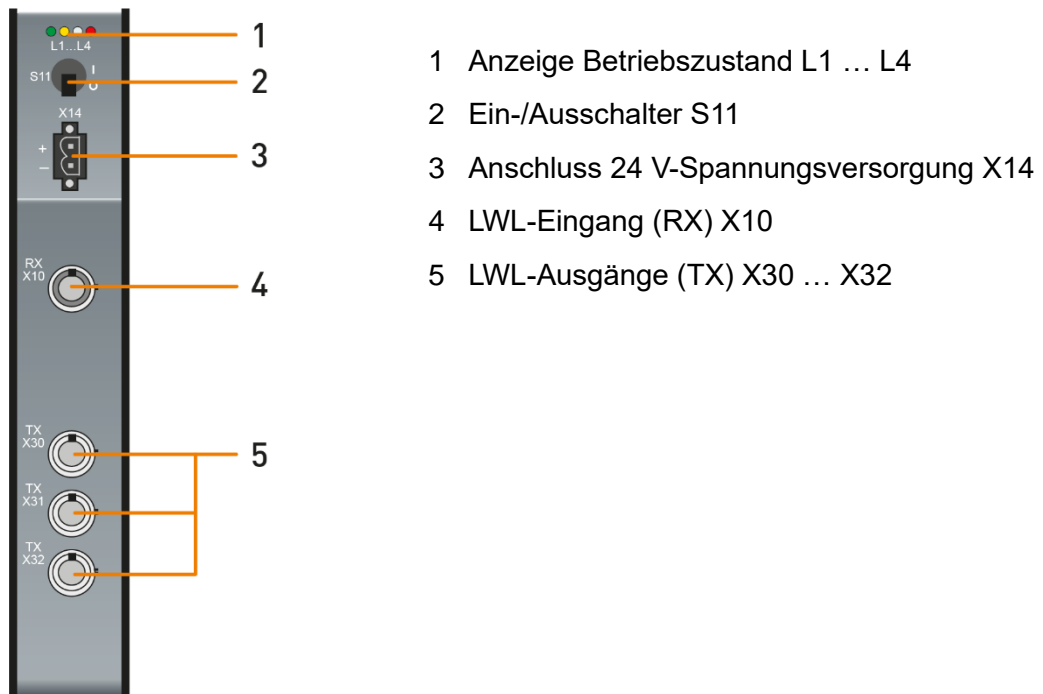 L1...L4
1
S11
I
O
2
X14
+
−
3
RX
X10
4
TX
X30
5
TX
X31
TX
X32
1 Anzeige Betriebszustand L1 … L4
2 Ein-/Ausschalter S11
3 Anschluss 24 V-Spannungsversorgung X14
4 LWL-Eingang (RX) X10
5 LWL-Ausgänge (TX) X30 … X32